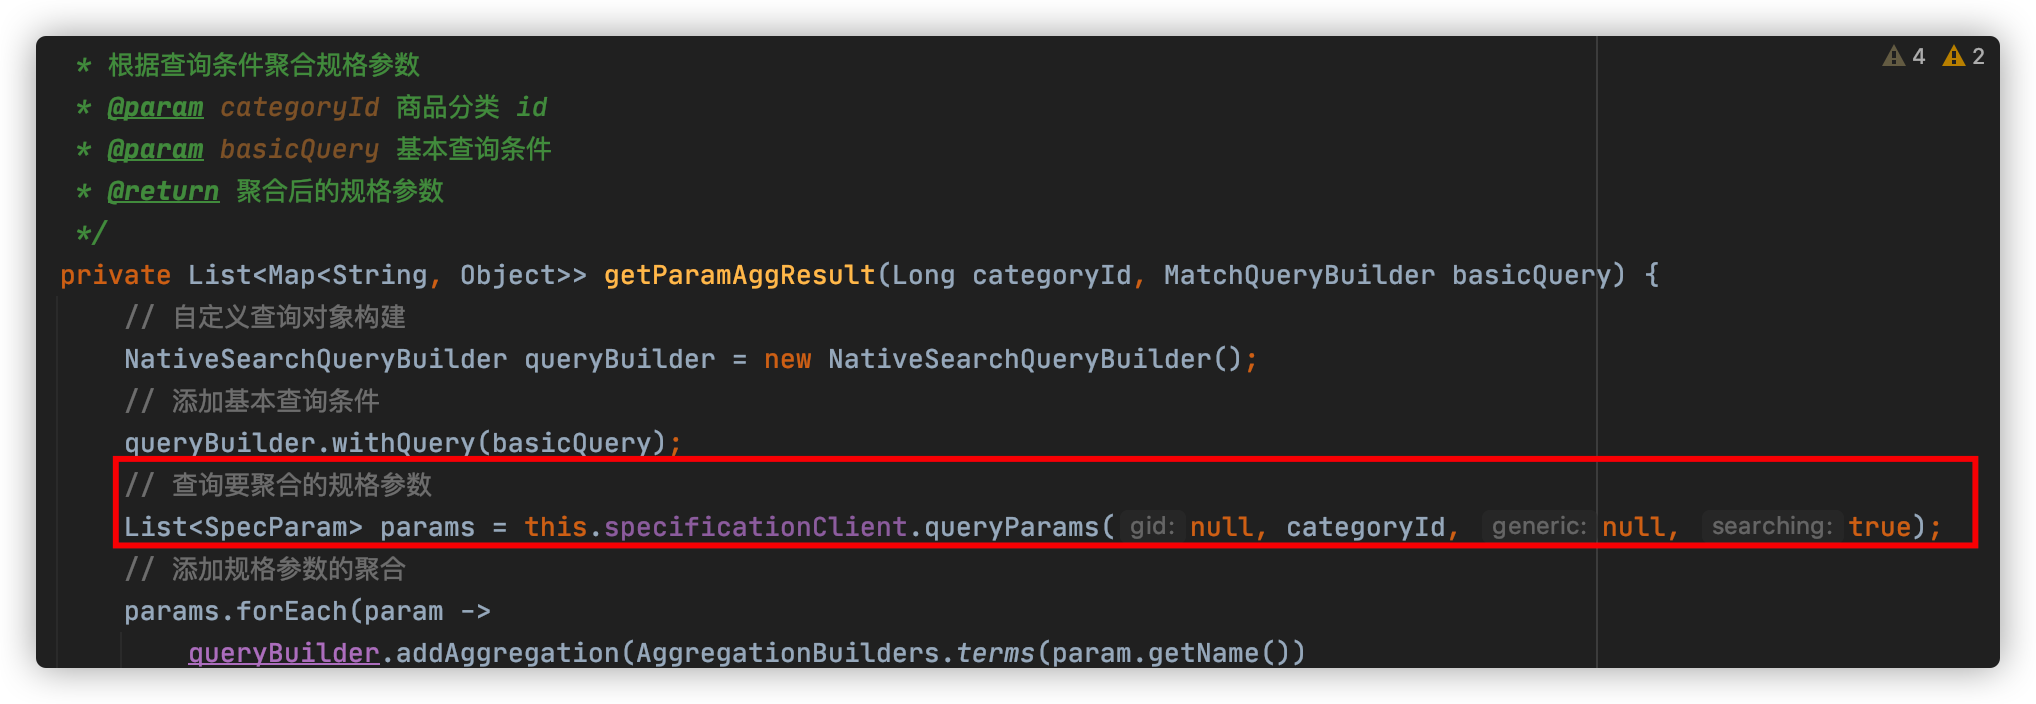 * 根据查询条件聚合规格参数
4 2
* @param categoryId 商品分类 id
* @param basicQuery 基本查询条件
* @return 聚合后的规格参数
*/
private List<Map<String, Object>> getParamAggResult(Long categoryId, MatchQueryBuilder basicQuery) {
// 自定义查询对象构建
NativeSearchQueryBuilder queryBuilder = new NativeSearchQueryBuilder();
// 添加基本查询条件
queryBuilder.withQuery(basicQuery);
// 查询要聚合的规格参数
List<SpecParam> params = this.specificationClient.queryParams( gid: null, categoryId, generic: null, searching: true);
// 添加规格参数的聚合
params.forEach(param ->
queryBuilder.addAggregation(AggregationBuilders.terms(param.getName())